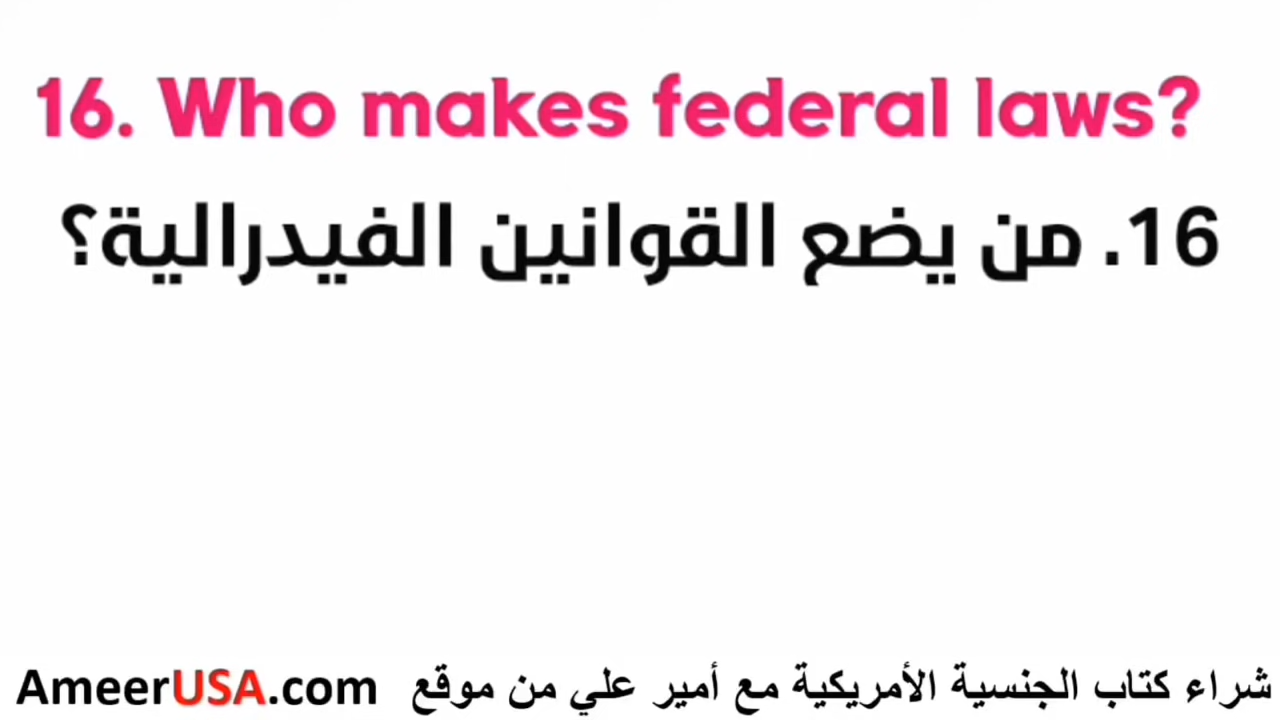 16. Who makes federal laws?
16. من يضع القوانين الفيدرالية؟
شراء كتاب الجنسية الأمريكية مع أمير علي من موقع AmeerUSA.com